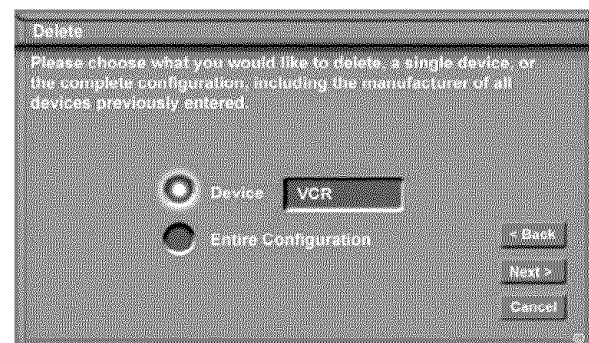 Delete
Please choose what you would like to delete, a single device, or
the complete configuration, including the manufacturer of all
devices previously entered.
Device VCR
Entire Configuration
< Back
Next >
Cancel